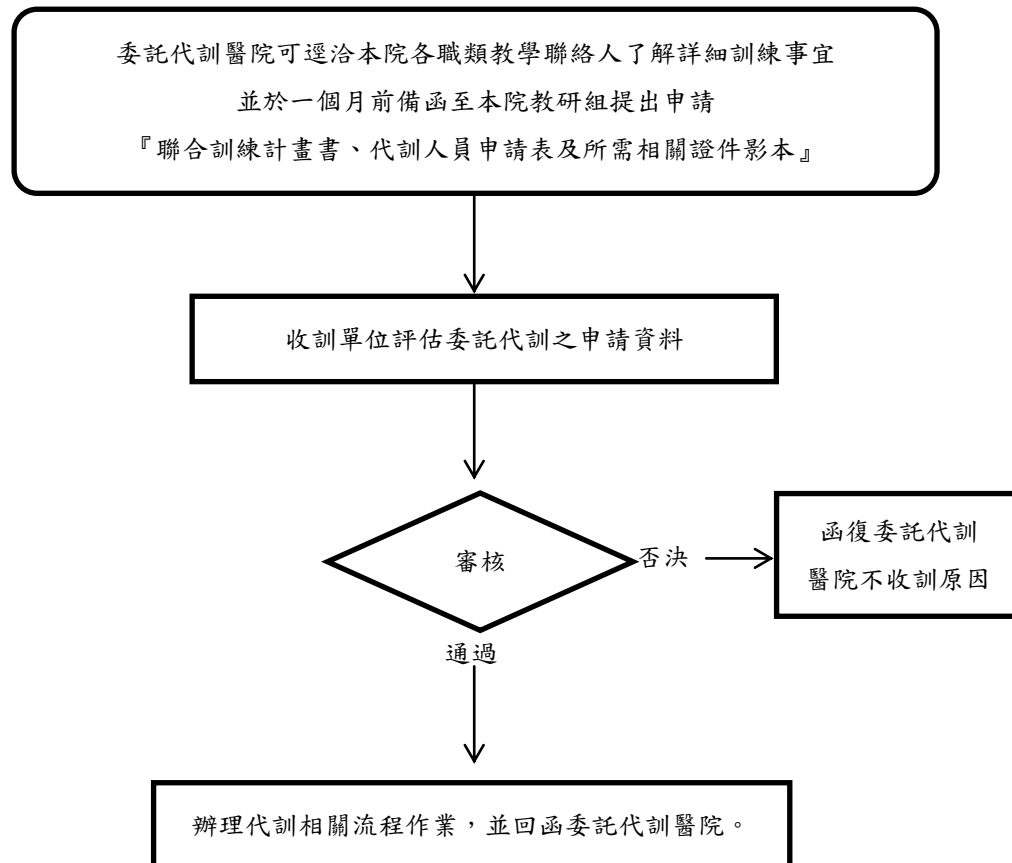 委託代訓醫院可逕洽本院各職類教學聯絡人了解詳細訓練事宜
並於一個月前備函至本院教研組提出申請
『聯合訓練計畫書、代訓人員申請表及所需相關證件影本』
收訓單位評估委託代訓之申請資料
審核
否決
函復委託代訓
醫院不收訓原因
通過
辦理代訓相關流程作業，並回函委託代訓醫院。